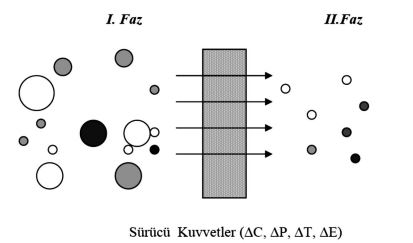 I. Faz
II.Faz
Sürücü Kuvvetler (ΔC, ΔP, ΔT, ΔE)